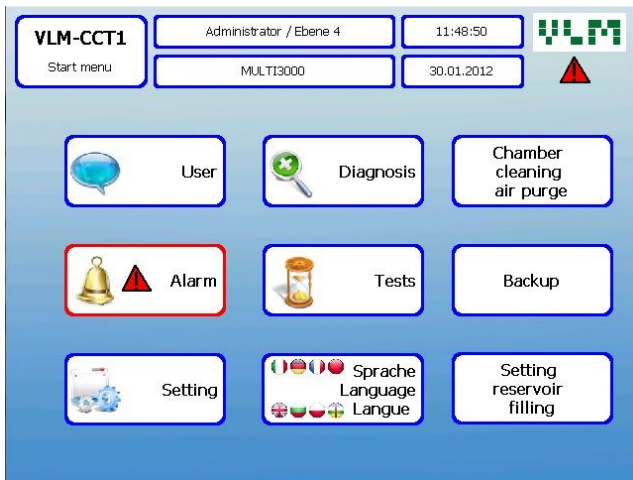 VLM-CCT1
Start menu
Administrator / Ebene 4
11:48:50
VLM
MULTI3000
30.01.2012
User
Diagnosis
Chamber
cleaning
air purge
Alarm
Tests
Backup
Setting
Sprache
Language
Langue
Setting
reservoir
filling